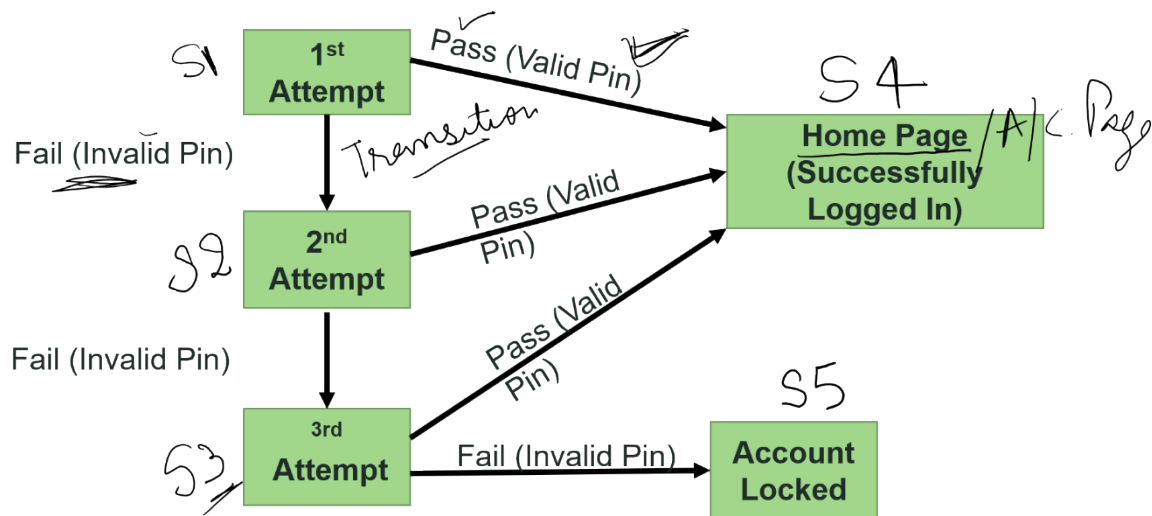 S1
1st
Attempt
Pass (Valid Pin)
S4
Fail (Invalid Pin)
Transition
Home Page /A/c. Page
(Successfully
Logged In)
S2
2nd
Attempt
Pass (Valid
Pin)
Fail (Invalid Pin)
Pass (Valid
Pin)
S5
S3
3rd
Attempt
Fail (Invalid Pin)
Account
Locked